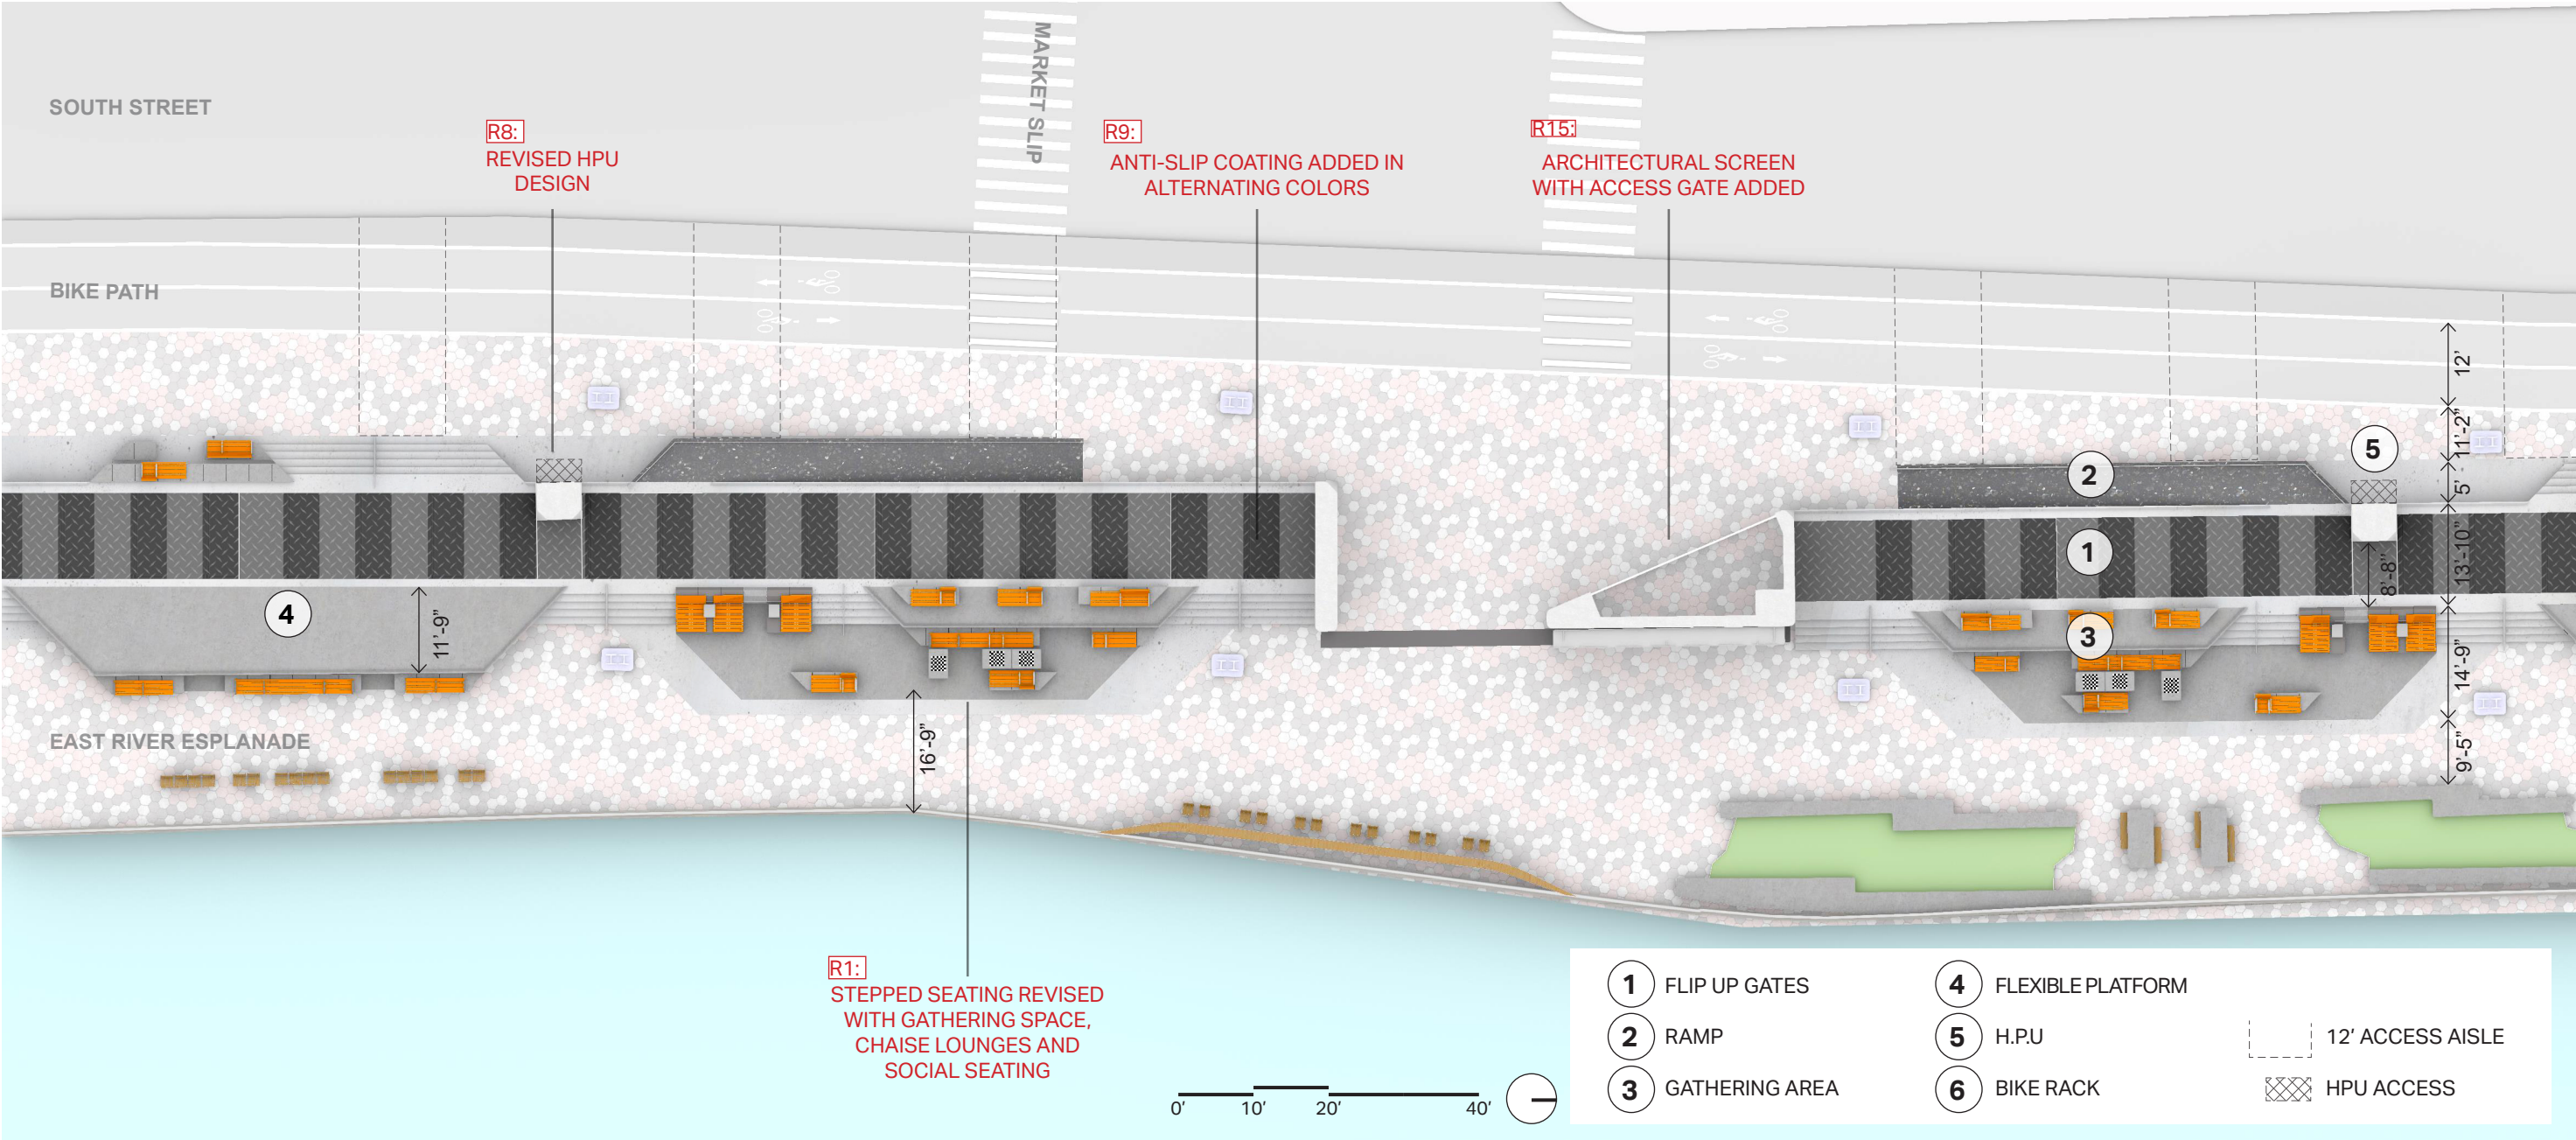 SOUTH STREET
MARKET SLIP
R8:
REVISED HPU
DESIGN
R9:
ANTI-SLIP COATING ADDED IN
ALTERNATING COLORS
R15:
ARCHITECTURAL SCREEN
WITH ACCESS GATE ADDED
BIKE PATH
12'
11'-2"
5'
13'-10"
8'-8"
14'-9"
9'-5"
5
2
1
3
4
11'-9"
16'-9"
EAST RIVER ESPLANADE
R1:
STEPPED SEATING REVISED
WITH GATHERING SPACE,
CHAISE LOUNGES AND
SOCIAL SEATING
0' 10' 20' 40'
1 FLIP UP GATES
2 RAMP
3 GATHERING AREA
4 FLEXIBLE PLATFORM
5 H.P.U
6 BIKE RACK
12' ACCESS AISLE
HPU ACCESS